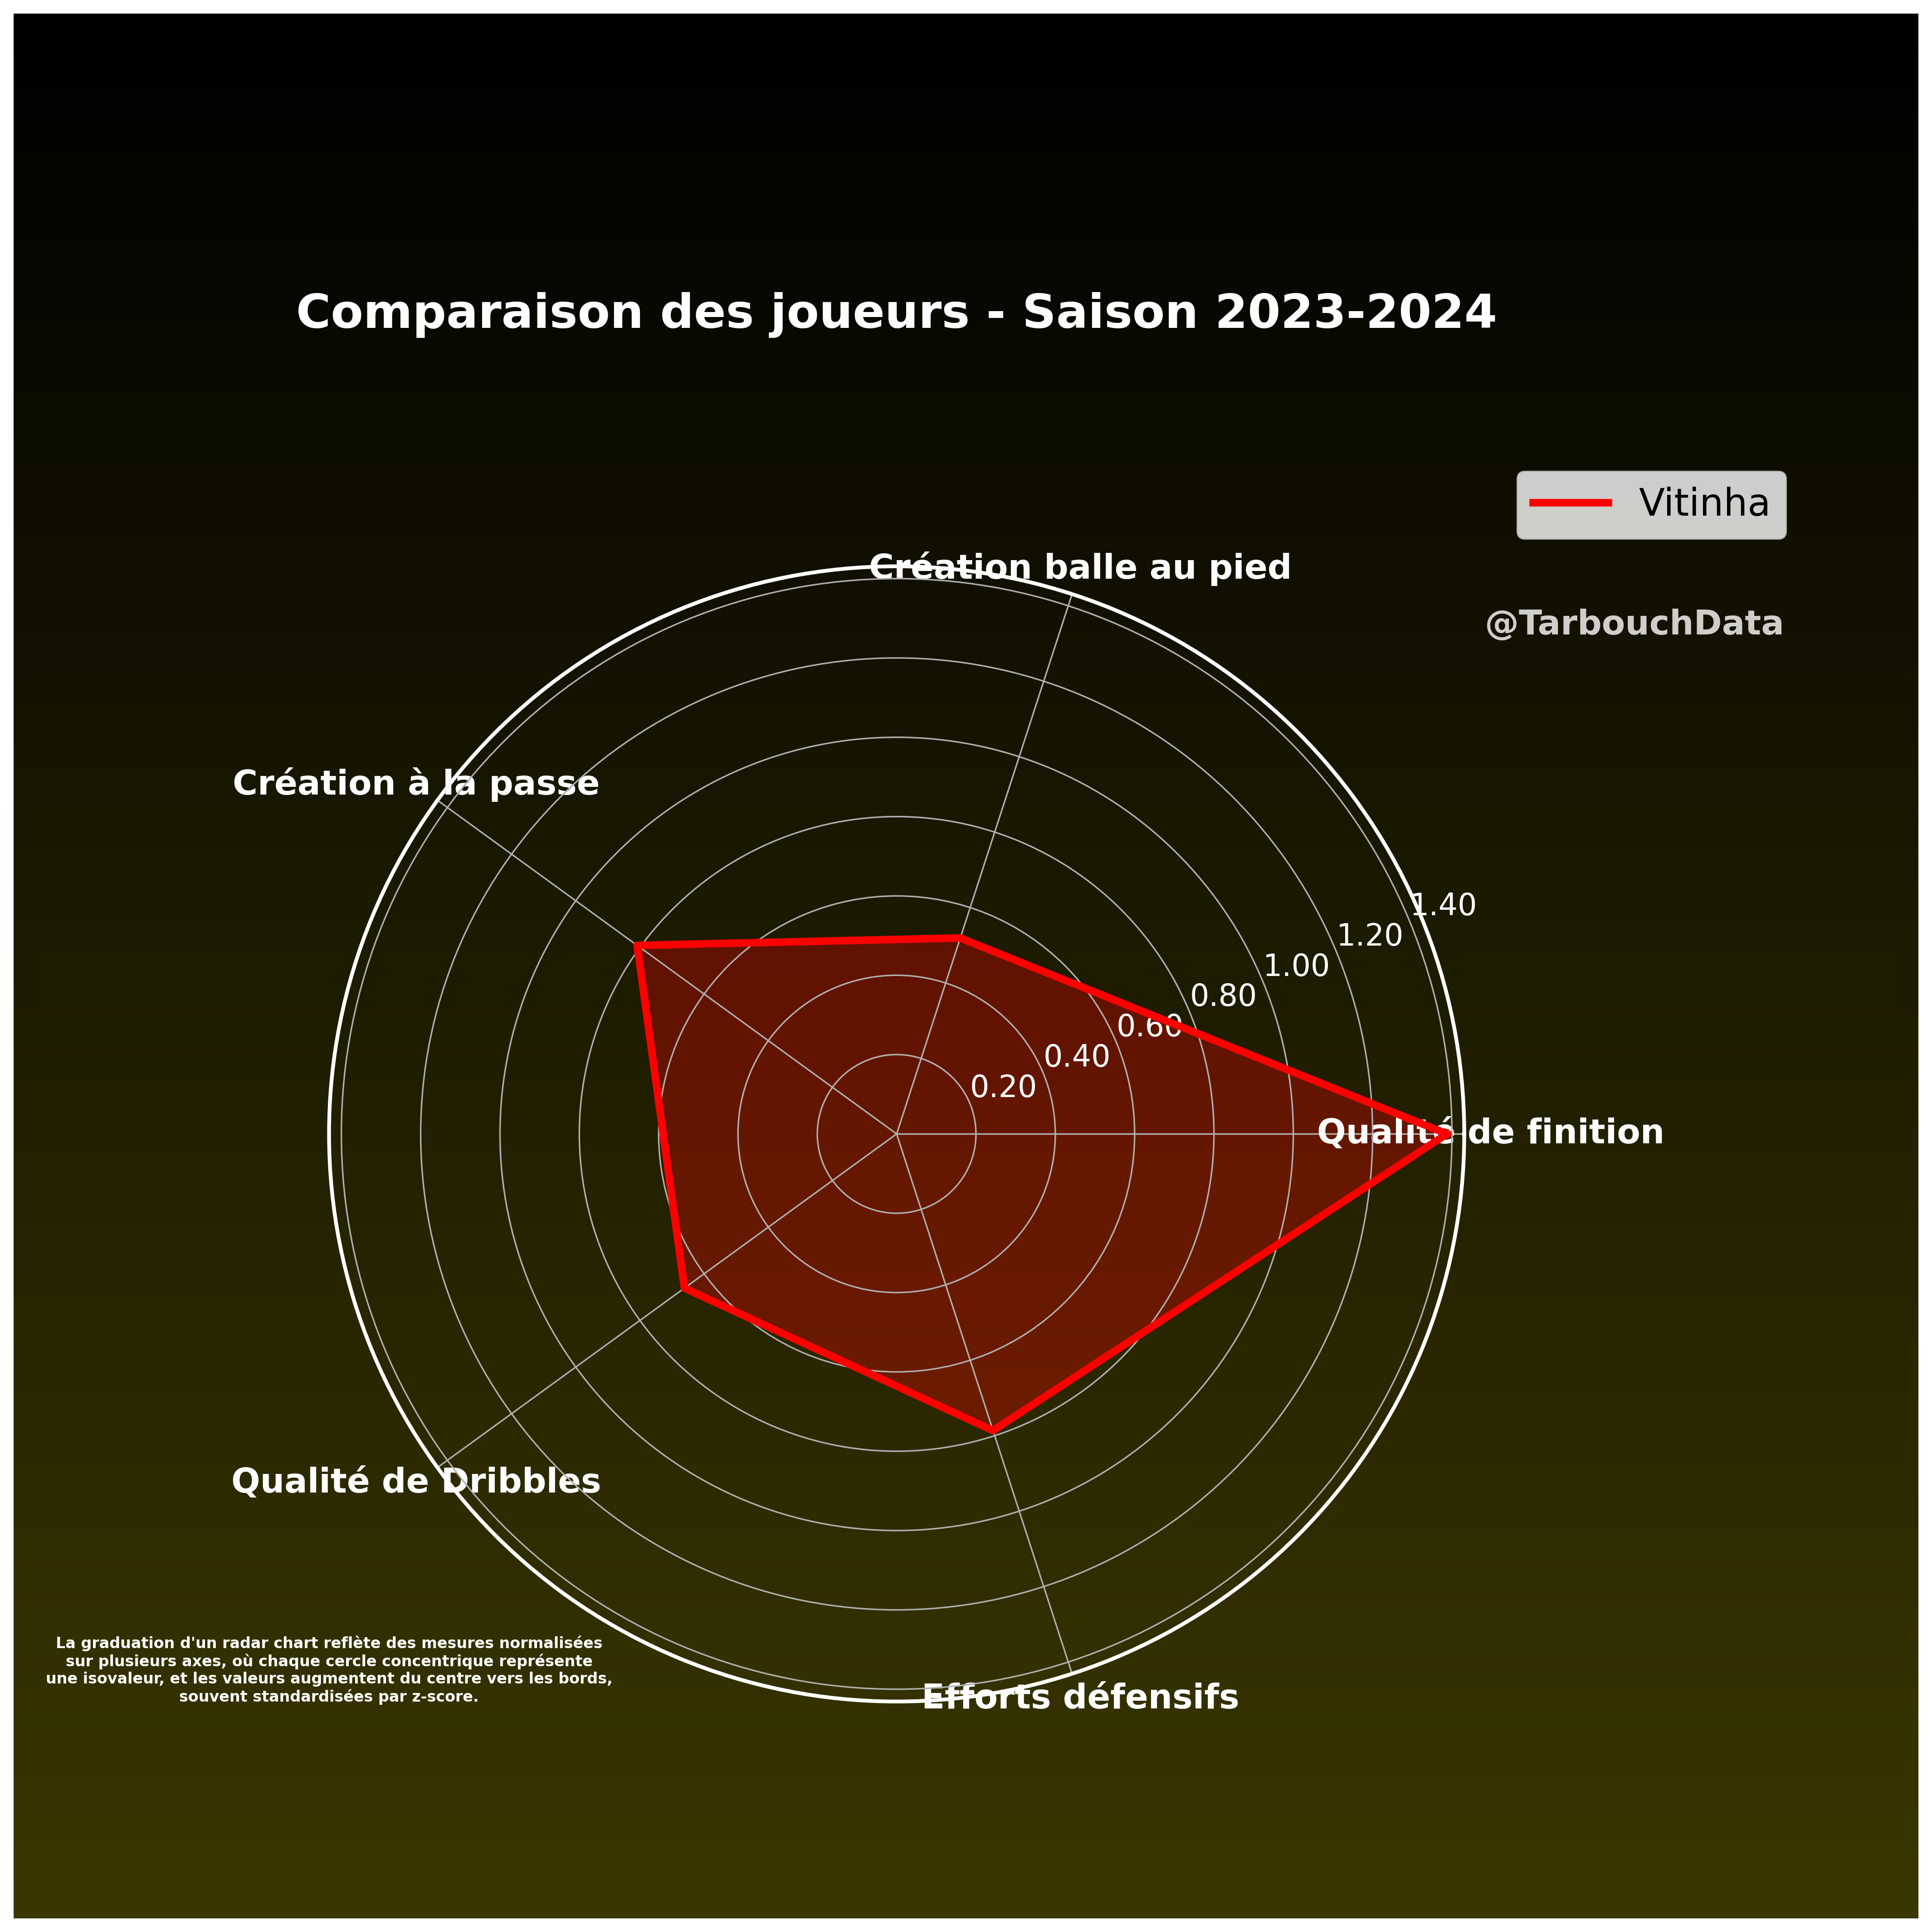 Comparaison des joueurs - Saison 2023-2024
Vitinha
Création balle au pied
@TarbouchData
Création à la passe
1.40
1.20
1.00
0.80
0.60
0.40
0.20
Qualité de finition
Qualité de Dribbles
La graduation d'un radar chart reflète des mesures normalisées
sur plusieurs axes, où chaque cercle concentrique représente
une isovaleur, et les valeurs augmentent du centre vers les bords,
souvent standardisées par z-score.
Efforts défensifs